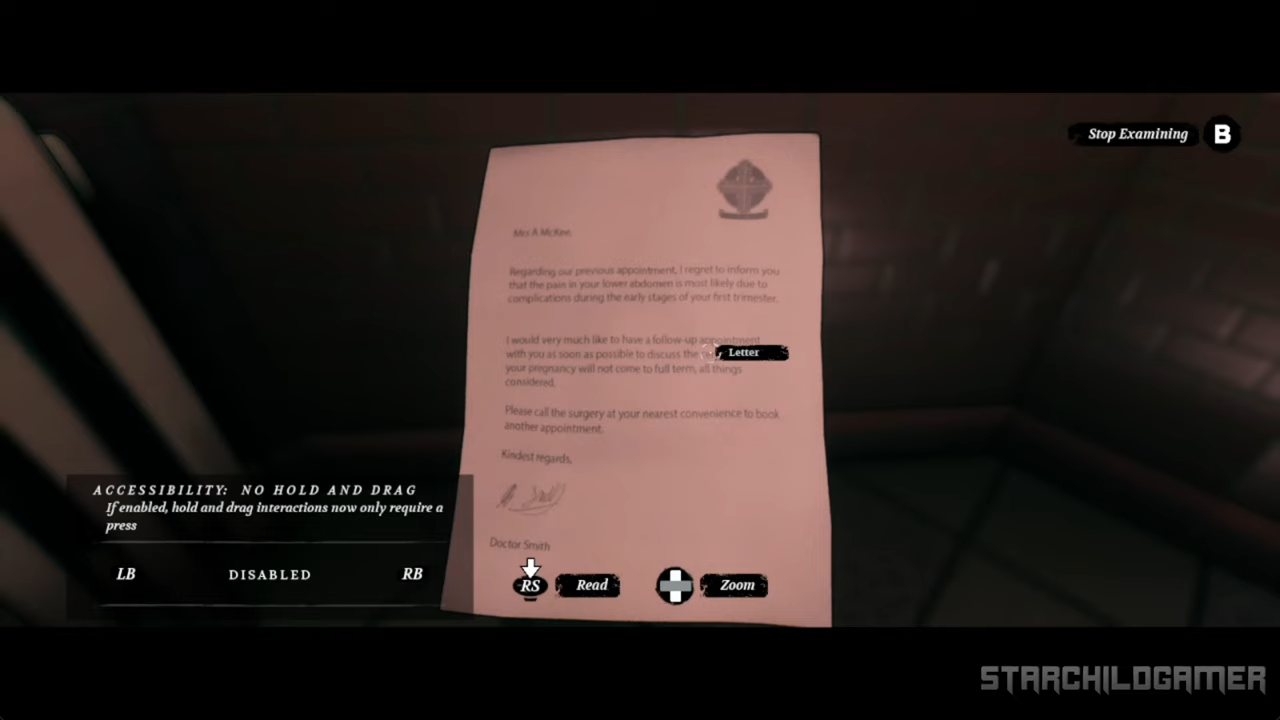 Stop Examining B
Mrs A McKee,
Regarding our previous appointment, I regret to inform you
that the pain in your lower abdomen is most likely due to
complications during the early stages of your first trimester.
I would very much like to have a follow-up appointment
with you as soon as possible to discuss the
Letter
your pregnancy will not come to full term, all things
considered.
Please call the surgery at your nearest convenience to book
another appointment.
Kindest regards,
Doctor Smith
ACCESSIBILITY: NO HOLD AND DRAG
If enabled, hold and drag interactions now only require a
press
LB DISABLED RB
RS Read Zoom
STARCHILDGAMER